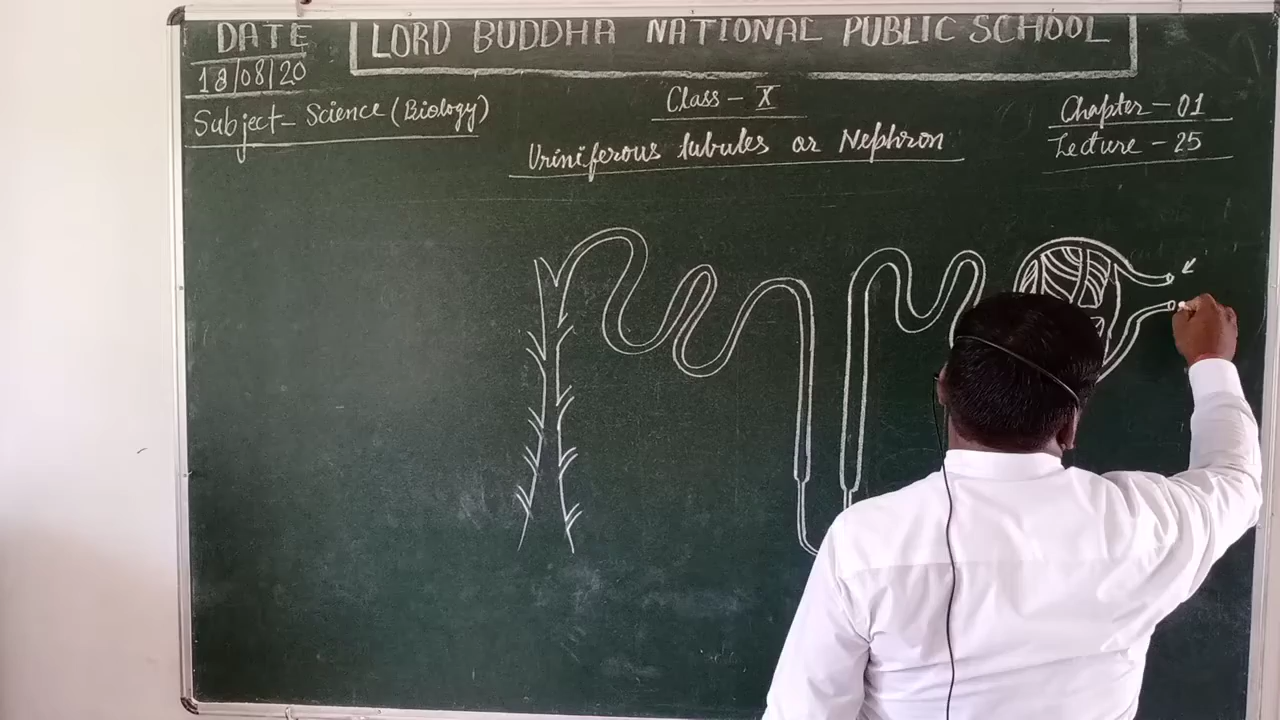 DATE
18/08/20
LORD BUDDHA NATIONAL PUBLIC SCHOOL
Subject - Science (Biology)
Class - X
Chapter - 01
Lecture - 25
Uriniferous tubules or Nephron